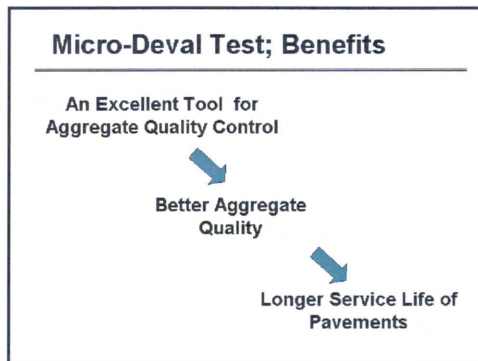 Micro-Deval Test; Benefits
An Excellent Tool for
Aggregate Quality Control
Better Aggregate
Quality
Longer Service Life of
Pavements